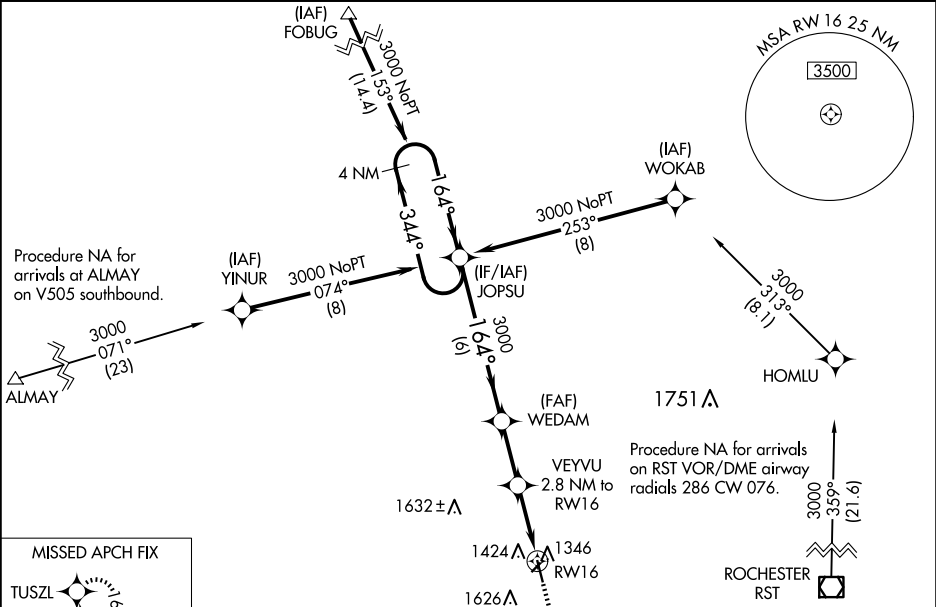 (IAF)
FOBUG
3000 NoPT
153°
(14.4)
MSA RW 16 25 NM
3500
4 NM
164°
344°
(IAF)
WOKAB
3000 NoPT
253°
(8)
(IF/IAF)
JOPSU
Procedure NA for
arrivals at ALMAY
on V505 southbound.
(IAF)
YINUR
3000 NoPT
074°
(8)
3000
071°
(23)
ALMAY
3000
164°
(6)
3000
313°
(8.1)
HOMLU
(FAF)
WEDAM
1751
Procedure NA for arrivals
on RST VOR/DME airway
radials 286 CW 076.
VEYVU
2.8 NM to
RW16
1632±
3000
359°
(21.6)
1424
1346
RW16
1626
ROCHESTER
RST
MISSED APCH FIX
TUSZL